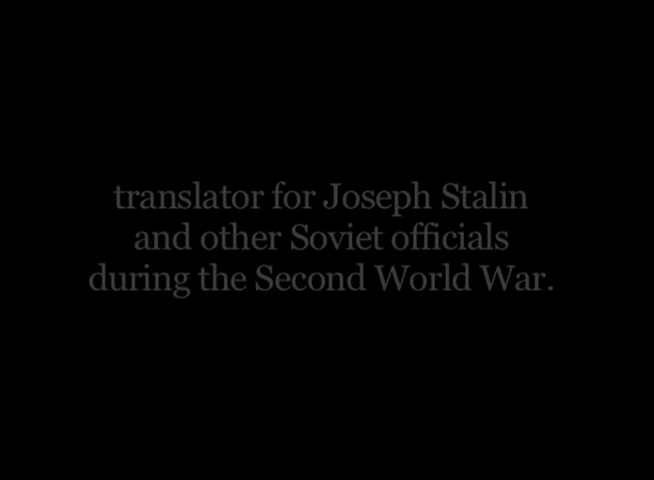 translator for Joseph Stalin
and other Soviet officials
during the Second World War.